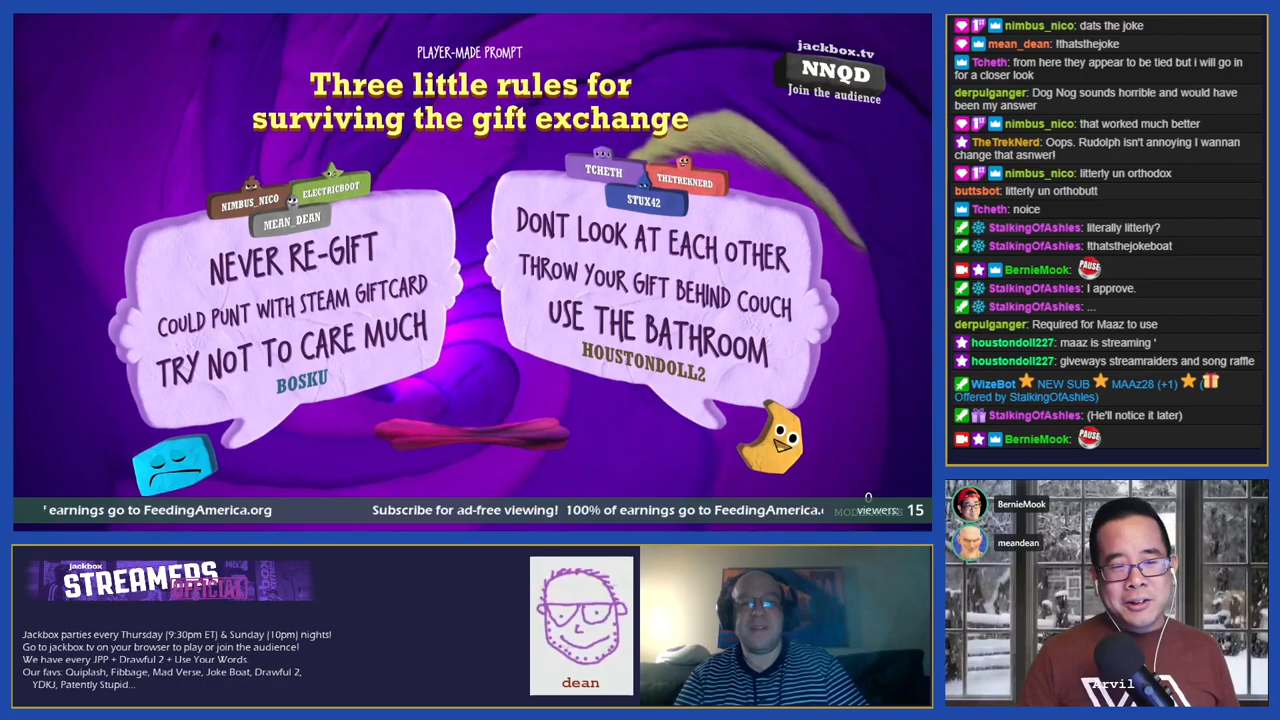 PLAYER-MADE PROMPT
Three little rules for
surviving the gift exchange
jackbox.tv
NNQD
Join the audience
NIMBUS_NICO
ELECTRICBOOT
MEAN_DEAN
NEVER RE-GIFT
COULD PUNT WITH STEAM GIFTCARD
TRY NOT TO CARE MUCH
BOSKU
TCHETH
THETREKNERD
STUX42
DONT LOOK AT EACH OTHER
THROW YOUR GIFT BEHIND COUCH
USE THE BATHROOM
HOUSTONDOLL2
earnings go to FeedingAmerica.org
Subscribe for ad-free viewing! 100% of earnings go to FeedingAmerica.
0
viewers: 15
jackbox
STREAMERS
OFFICIAL
Jackbox parties every Thursday (9:30pm ET) & Sunday (10pm) nights!
Go to jackbox.tv on your browser to play or join the audience!
We have every JPP + Drawful 2 + Use Your Words
Our favs: Quiplash, Fibbage, Mad Verse, Joke Boat, Drawful 2,
YDKJ, Patently Stupid...
dean
nimbus_nico: dats the joke
mean_dean: !thatsthejoke
Tcheth: from here they appear to be tied but i will go in
for a closer look
derpulganger: Dog Nog sounds horrible and would have
been my answer
nimbus_nico: that worked much better
TheTrekNerd: Oops. Rudolph isn't annoying I wannan
change that asnwer!
nimbus_nico: litterly un orthodox
buttsbot: litterly un orthobutt
Tcheth: noice
StalkingOfAshles: literally litterly?
StalkingOfAshles: !thatsthejokeboat
BernieMook: PAUSE
StalkingOfAshles: I approve.
StalkingOfAshles: ...
derpulganger: Required for Maaz to use
houstondoll227: maaz is streaming '
houstondoll227: giveways streamraiders and song raffle
WizeBot NEW SUB MAAz28 (+1) (
Offered by StalkingOfAshles)
StalkingOfAshles: (He'll notice it later)
BernieMook: PAUSE
BernieMook
meandean
Arvil